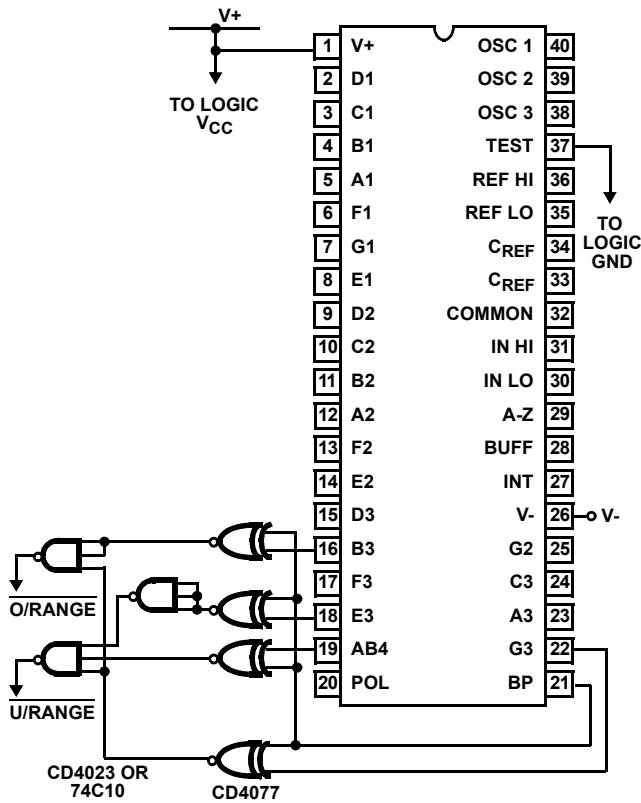 V+
TO LOGIC
VCC
1 V+ OSC 1 40
2 D1 OSC 2 39
3 C1 OSC 3 38
4 B1 TEST 37
5 A1 REF HI 36
6 F1 REF LO 35
7 G1 CREF 34
8 E1 CREF 33
9 D2 COMMON 32
10 C2 IN HI 31
11 B2 IN LO 30
12 A2 A-Z 29
13 F2 BUFF 28
14 E2 INT 27
15 D3 V- 26 V-
16 B3 G2 25
17 F3 C3 24
18 E3 A3 23
19 AB4 G3 22
20 POL BP 21
TO
LOGIC
GND
O/RANGE
U/RANGE
CD4023 OR
74C10
CD4077